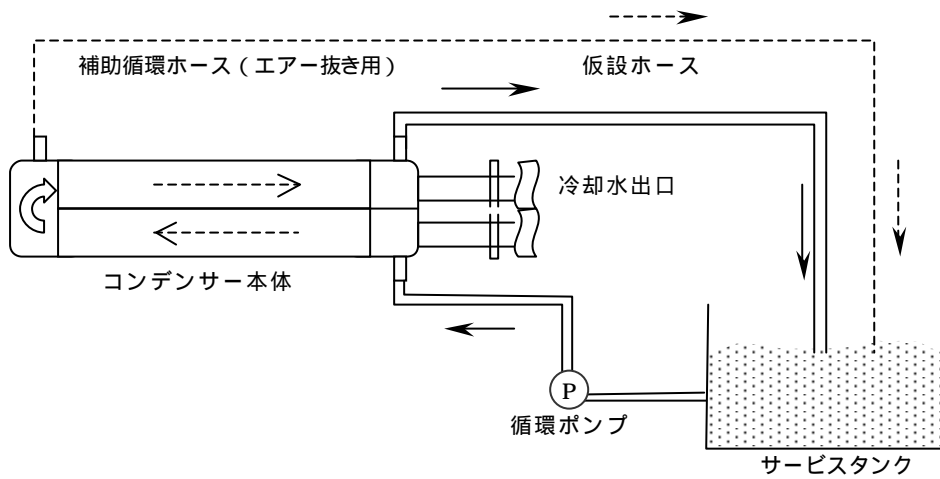 補助循環ホース（エアー抜き用）
仮設ホース
冷却水出口
コンデンサー本体
P
循環ポンプ
サービスタンク